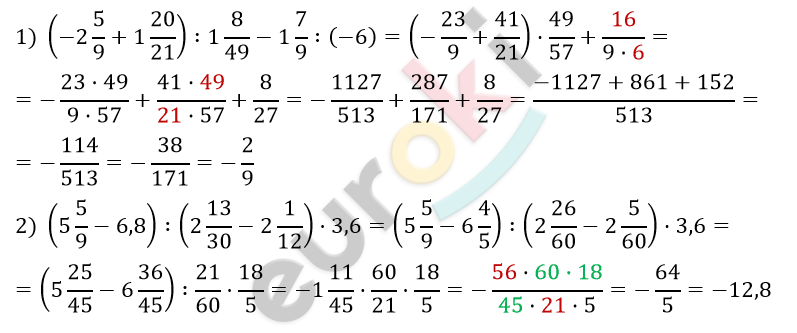 1) (−2 5/9 + 1 20/21) : 1 8/49 − 1 7/9 : (−6) = (−23/9 + 41/21) · 49/57 + 16/(9 · 6) =
= −(23 · 49)/(9 · 57) + (41 · 49)/(21 · 57) + 8/27 = −1127/513 + 287/171 + 8/27 = (−1127 + 861 + 152)/513 =
= −114/513 = −38/171 = −2/9
2) (5 5/9 − 6,8) : (2 13/30 − 2 1/12) · 3,6 = (5 5/9 − 6 4/5) : (2 26/60 − 2 5/60) · 3,6 =
= (5 25/45 − 6 36/45) : 21/60 · 18/5 = −1 11/45 · 60/21 · 18/5 = −(56 · 60 · 18)/(45 · 21 · 5) = −64/5 = −12,8
euroki